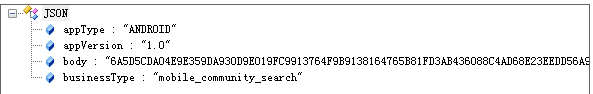 JSON
appType : "ANDROID"
appVersion : "1.0"
body : "6A5D5CDA04E9E359DA930D9E019FC9913764F9B9138164765B81FD3AB436088C4AD68E23EEDD56A9
businessType : "mobile_community_search"